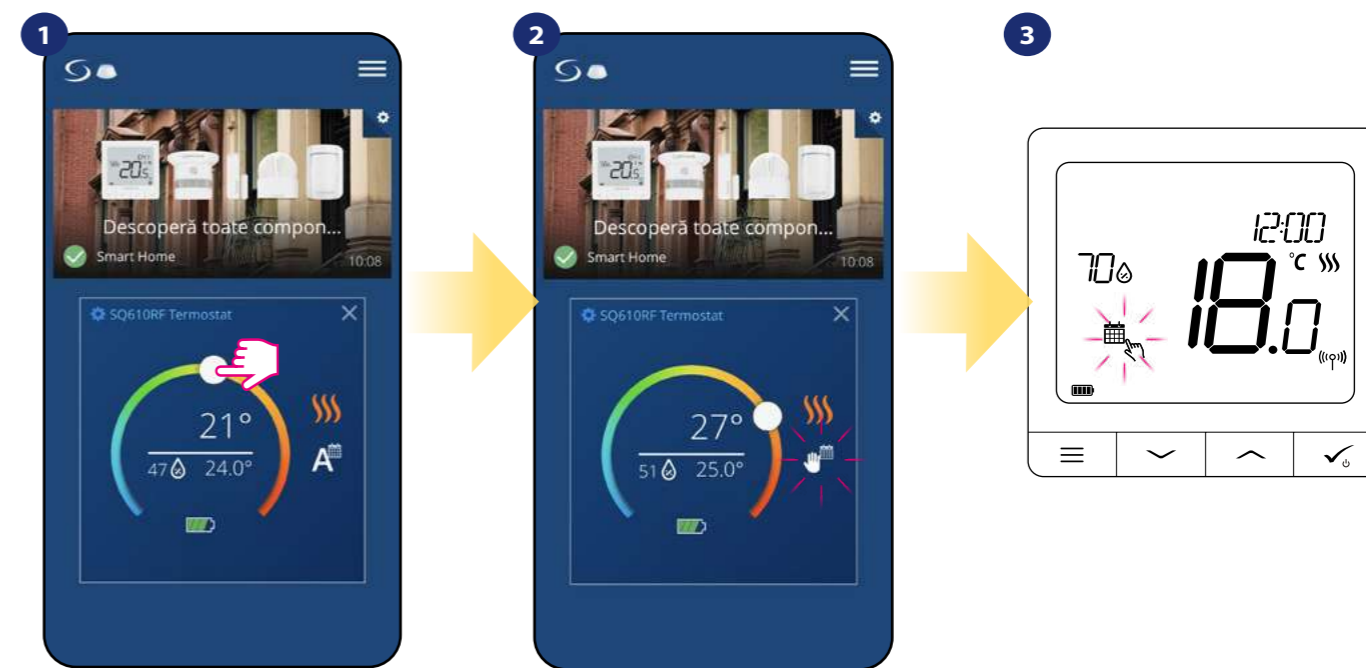 1
Descoperă toate compon...
Smart Home
10:08
SQ610RF Termostat
21°
47 24.0°
A
2
Descoperă toate compon...
Smart Home
10:08
SQ610RF Termostat
27°
51 25.0°
3
12:00
70
18.0 °C